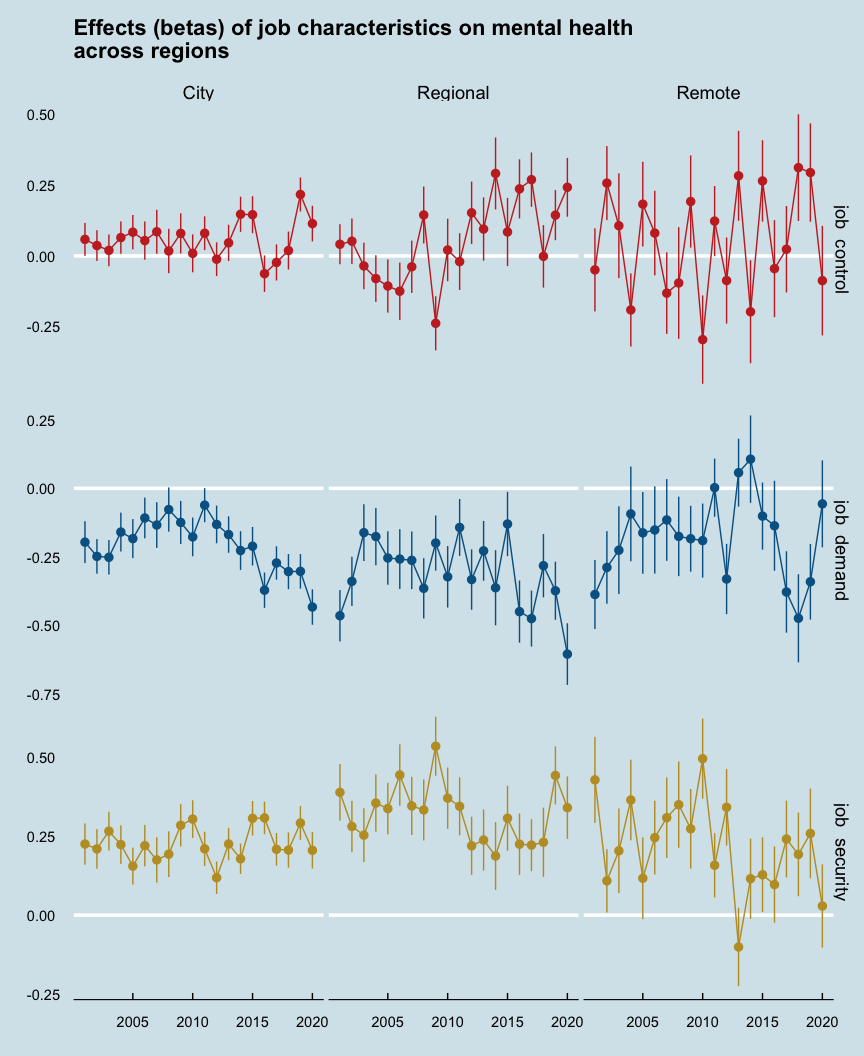 Effects (betas) of job characteristics on mental health
across regions
City Regional Remote
0.50
0.25
0.00
-0.25
job control
0.25
0.00
-0.25
-0.50
-0.75
job demand
0.50
0.25
0.00
-0.25
job security
2005 2010 2015 2020 2005 2010 2015 2020 2005 2010 2015 2020